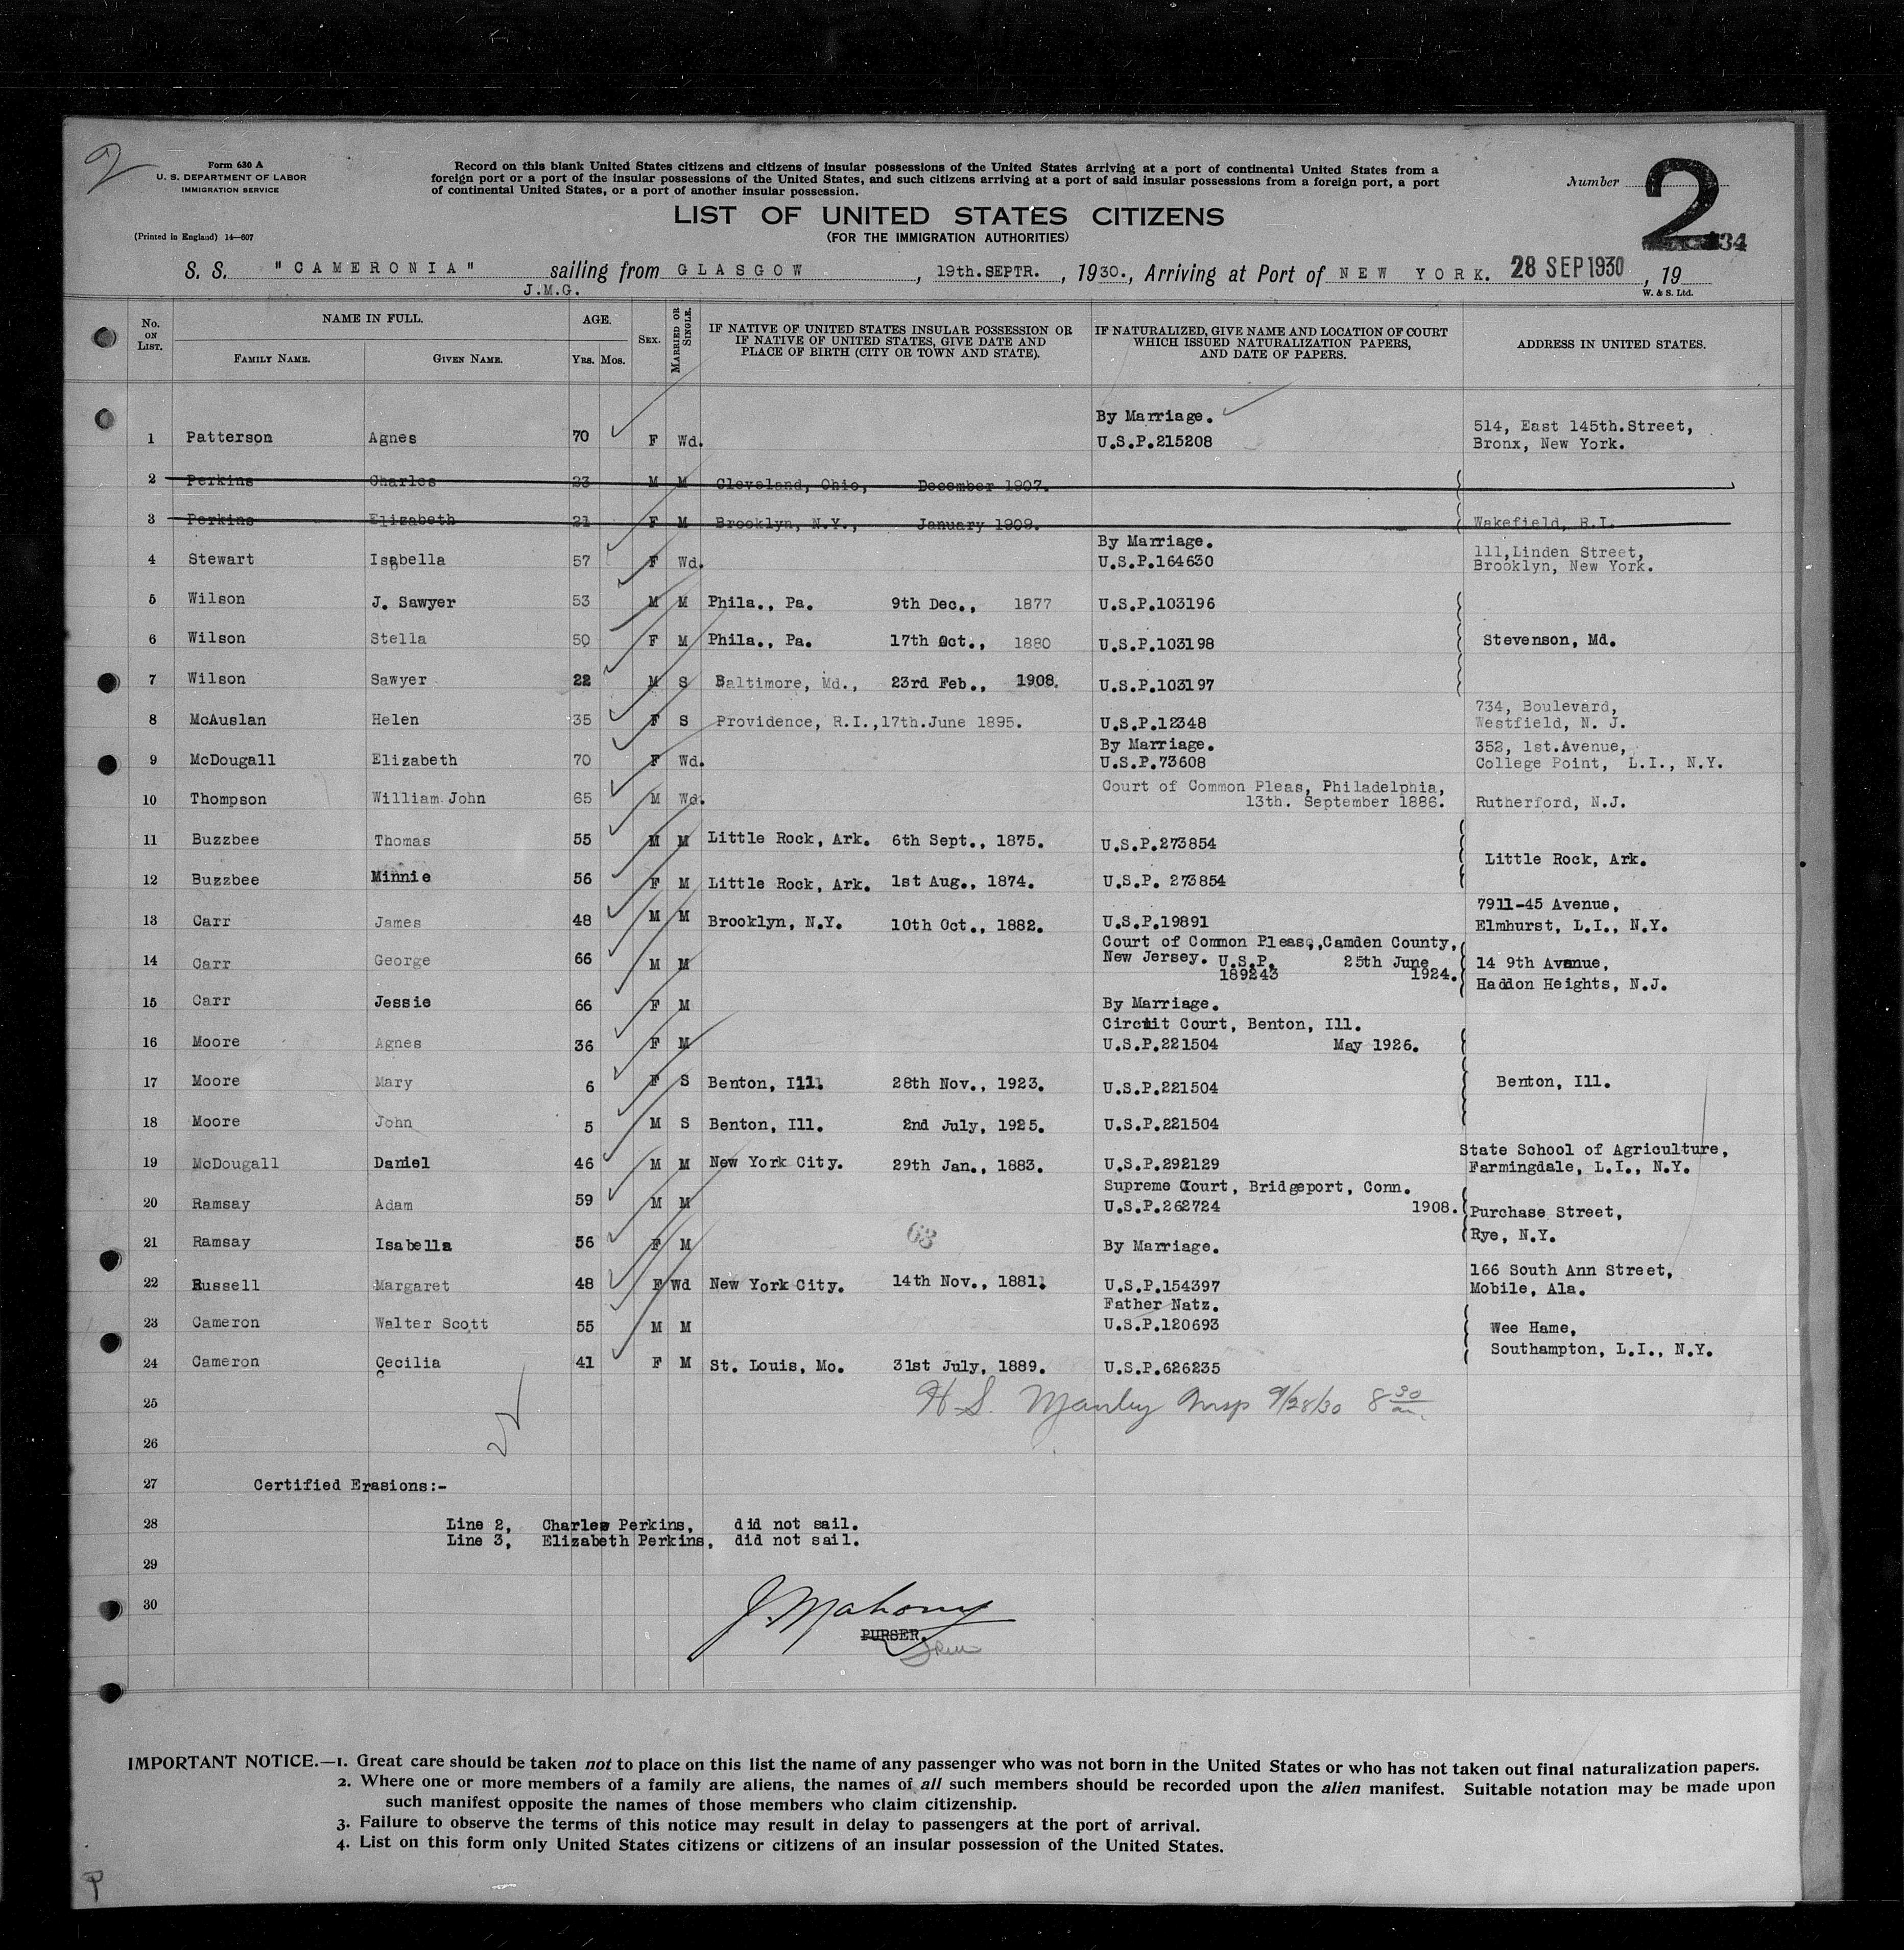 2
Form 630 A
U. S. DEPARTMENT OF LABOR
IMMIGRATION SERVICE
(Printed in England) 14—607
Record on this blank United States citizens and citizens of insular possessions of the United States arriving at a port of continental United States from a
foreign port or a port of the insular possessions of the United States, and such citizens arriving at a port of said insular possessions from a foreign port, a port
of continental United States, or a port of another insular possession.
Number 2
34
LIST OF UNITED STATES CITIZENS
(FOR THE IMMIGRATION AUTHORITIES)
S. S. "CAMERONIA" sailing from GLASGOW, 19th.SEPTR., 1930., Arriving at Port of NEW YORK. 28 SEP 1930, 19
J.M.G.
W. & S. Ltd.
No. ON LIST. NAME IN FULL. AGE. SEX. MARRIED OR SINGLE. IF NATIVE OF UNITED STATES INSULAR POSSESSION OR IF NATIVE OF UNITED STATES, GIVE DATE AND PLACE OF BIRTH (CITY OR TOWN AND STATE). IF NATURALIZED, GIVE NAME AND LOCATION OF COURT WHICH ISSUED NATURALIZATION PAPERS, AND DATE OF PAPERS. ADDRESS IN UNITED STATES.
FAMILY NAME. GIVEN NAME. Yrs. Mos.
By Marriage.
1 Patterson Agnes 70 F Wd. U.S.P.215208 514, East 145th.Street,
Bronx, New York.
2 Perkins Charles 23 M M Cleveland, Ohio, December 1907.
3 Perkins Elizabeth 21 F M Brooklyn, N.Y., January 1909. Wakefield, R.I.
By Marriage.
4 Stewart Isabella 57 F Wd. U.S.P.164630 111,Linden Street,
Brooklyn, New York.
5 Wilson J. Sawyer 53 M M Phila., Pa. 9th Dec., 1877 U.S.P.103196
6 Wilson Stella 50 F M Phila., Pa. 17th Oct., 1880 U.S.P.103198 Stevenson, Md.
7 Wilson Sawyer 22 M S Baltimore, Md., 23rd Feb., 1908. U.S.P.103197
8 McAuslan Helen 35 F S Providence, R.I.,17th.June 1895. U.S.P.12348 734, Boulevard,
Westfield, N. J.
By Marriage.
9 McDougall Elizabeth 70 F Wd. U.S.P.73608 352, 1st.Avenue,
College Point, L.I., N.Y.
Court of Common Pleas, Philadelphia,
10 Thompson William John 65 M Wd. 13th. September 1886. Rutherford, N.J.
11 Buzzbee Thomas 55 M M Little Rock, Ark. 6th Sept., 1875. U.S.P.273854
Little Rock, Ark.
12 Buzzbee Minnie 56 F M Little Rock, Ark. 1st Aug., 1874. U.S.P. 273854
7911-45 Avenue,
13 Carr James 48 M M Brooklyn, N.Y. 10th Oct., 1882. U.S.P.19891 Elmhurst, L.I., N.Y.
Court of Common Pleas,,Camden County,
14 Carr George 66 M M New Jersey. U.S.P. 25th June 14 9th Avenue,
189243 1924. Haddon Heights, N.J.
15 Carr Jessie 66 F M By Marriage.
Circuit Court, Benton, Ill.
16 Moore Agnes 36 F M U.S.P.221504 May 1926.
17 Moore Mary 6 F S Benton, Ill. 28th Nov., 1923. U.S.P.221504 Benton, Ill.
18 Moore John 5 M S Benton, Ill. 2nd July, 1925. U.S.P.221504
State School of Agriculture,
19 McDougall Daniel 46 M M New York City. 29th Jan., 1883. U.S.P.292129 Farmingdale, L.I., N.Y.
Supreme Court, Bridgeport, Conn.
20 Ramsay Adam 59 M M U.S.P.262724 1908. Purchase Street,
Rye, N.Y.
63
21 Ramsay Isabella 56 F M By Marriage.
22 Russell Margaret 48 F Wd New York City. 14th Nov., 1881. U.S.P.154397 166 South Ann Street,
Mobile, Ala.
Father Natz.
23 Cameron Walter Scott 55 M M U.S.P.120693 Wee Hame,
Southampton, L.I., N.Y.
24 Cameron Cecilia 41 F M St. Louis, Mo. 31st July, 1889. U.S.P.626235
25 H.S. Manley Insp 9/28/30 8 30 am.
26
27 Certified Erasions:-
28 Line 2, Charles Perkins, did not sail.
Line 3, Elizabeth Perkins, did not sail.
29
30 J. Mahony
PURSER.
IMPORTANT NOTICE.—1. Great care should be taken not to place on this list the name of any passenger who was not born in the United States or who has not taken out final naturalization papers.
2. Where one or more members of a family are aliens, the names of all such members should be recorded upon the alien manifest. Suitable notation may be made upon
such manifest opposite the names of those members who claim citizenship.
3. Failure to observe the terms of this notice may result in delay to passengers at the port of arrival.
4. List on this form only United States citizens or citizens of an insular possession of the United States.